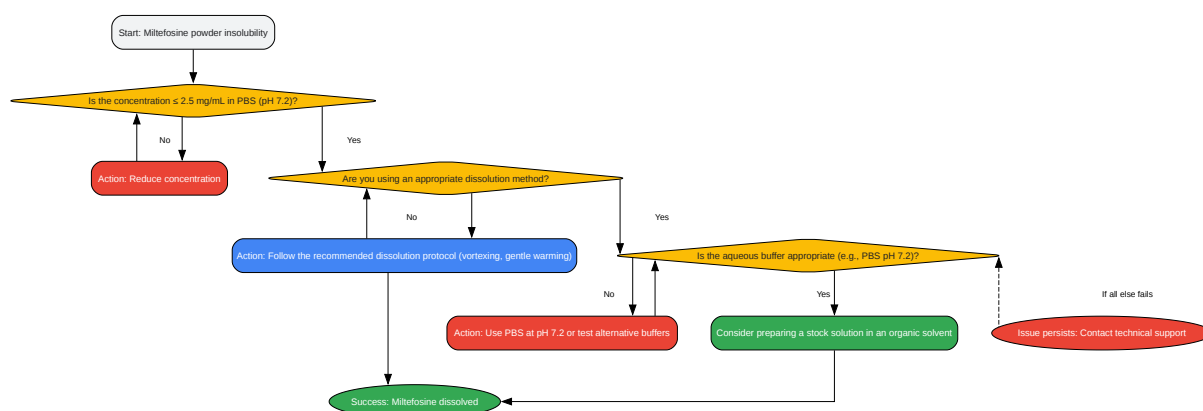 Start: Miltefosine powder insolubility
Is the concentration ≤ 2.5 mg/mL in PBS (pH 7.2)?
No
Yes
Action: Reduce concentration
Are you using an appropriate dissolution method?
No
Yes
Action: Follow the recommended dissolution protocol (vortexing, gentle warming)
Is the aqueous buffer appropriate (e.g., PBS pH 7.2)?
No
Yes
If all else fails
Action: Use PBS at pH 7.2 or test alternative buffers
Consider preparing a stock solution in an organic solvent
Issue persists: Contact technical support
Success: Miltefosine dissolved